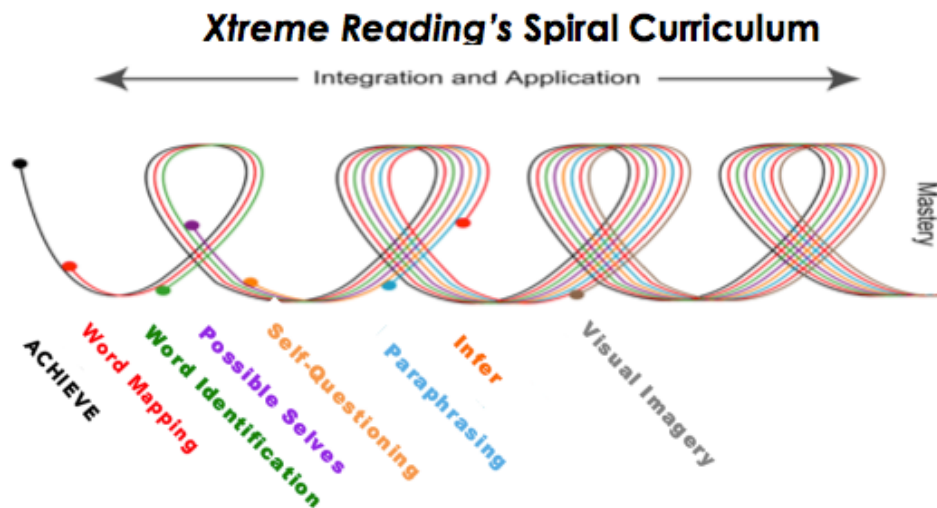 Xtreme Reading's Spiral Curriculum
Integration and Application
Mastery
ACHIEVE
Word Mapping
Word Identification
Possible Selves
Self-Questioning
Paraphrasing
Infer
Visual Imagery